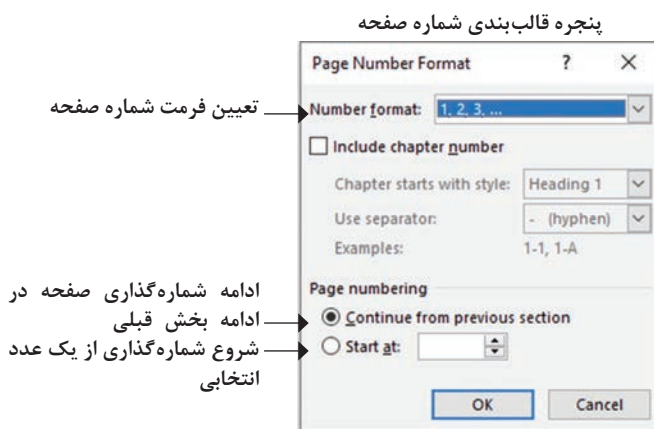 پنجره قالب‌بندی شماره صفحه
Page Number Format ? ×
تعیین فرمت شماره صفحه
Number format: 1, 2, 3, ...
Include chapter number
Chapter starts with style: Heading 1
Use separator: - (hyphen)
Examples: 1-1, 1-A
Page numbering
ادامه شماره‌گذاری صفحه در
ادامه بخش قبلی
Continue from previous section
شروع شماره‌گذاری از یک عدد
انتخابی
Start at:
OK Cancel